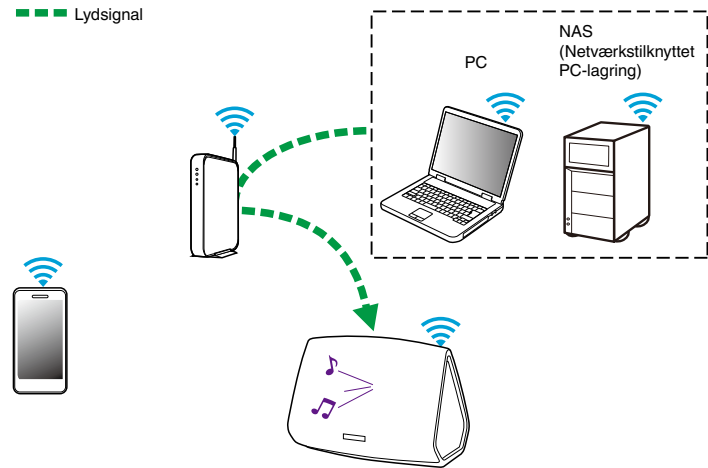 Lydsignal
PC
NAS
(Netværkstilknyttet
PC-lagring)